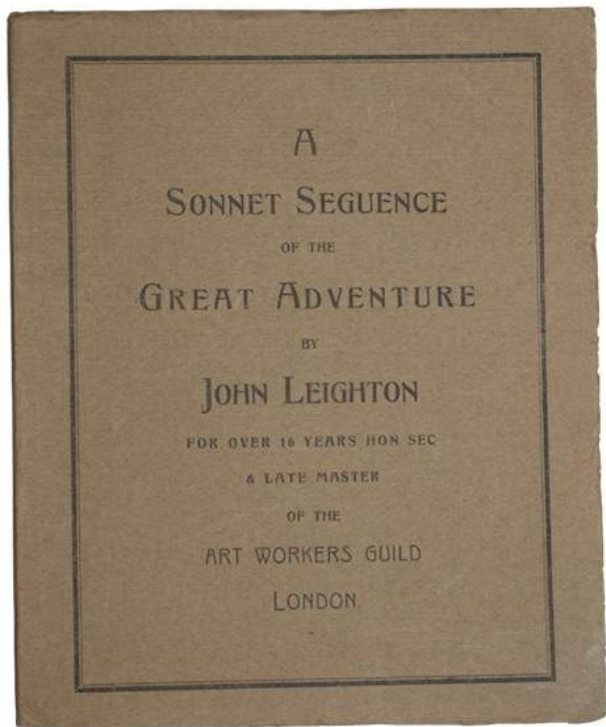 A
SONNET SEGUENCE
OF THE
GREAT ADVENTURE
BY
JOHN LEIGHTON
FOR OVER 16 YEARS HON SEC
& LATE MASTER
OF THE
ART WORKERS GUILD
LONDON.